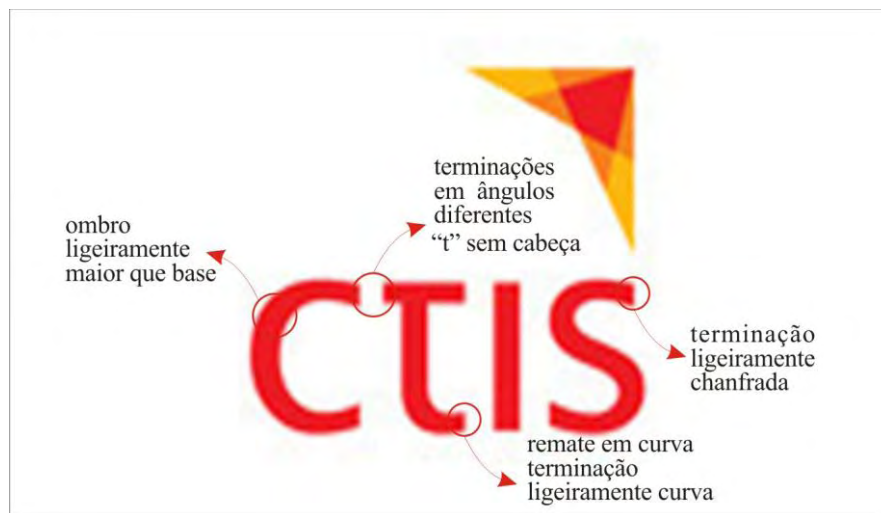 terminações
em ângulos
diferentes
“t” sem cabeça
ombro
ligeiramente
maior que base
ctis
terminação
ligeiramente
chanfrada
remate em curva
terminação
ligeiramente curva